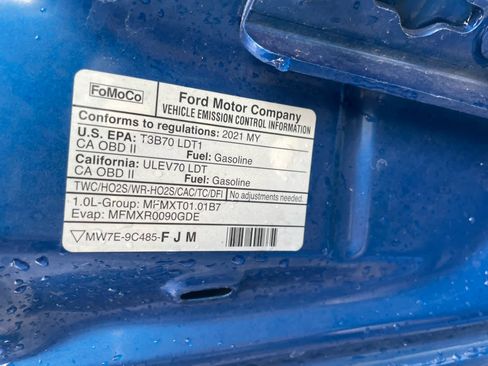 FoMoCo
Ford Motor Company
VEHICLE EMISSION CONTROL INFORMATION
Conforms to regulations: 2021 MY
U.S. EPA: T3B70 LDT1
CA OBD II Fuel: Gasoline
California: ULEV70 LDT
CA OBD II Fuel: Gasoline
TWC/HO2S/WR-HO2S/CAC/TC/DFI No adjustments needed.
1.0L-Group: MFMXT01.01B7
Evap: MFMXR0090GDE
MW7E-9C485-FJM